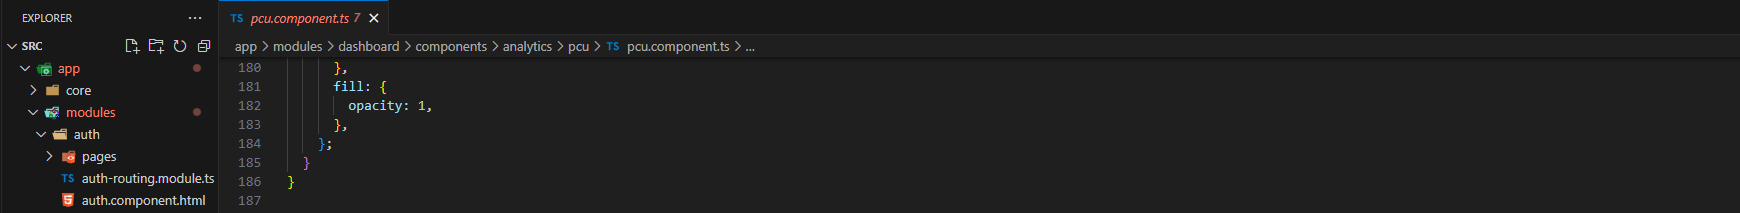 EXPLORER ···
SRC
app
core
modules
auth
pages
TS auth-routing.module.ts
auth.component.html
TS pcu.component.ts 7
app > modules > dashboard > components > analytics > pcu > TS pcu.component.ts > ...
180 },
181 fill: {
182 opacity: 1,
183 },
184 };
185 }
186 }
187